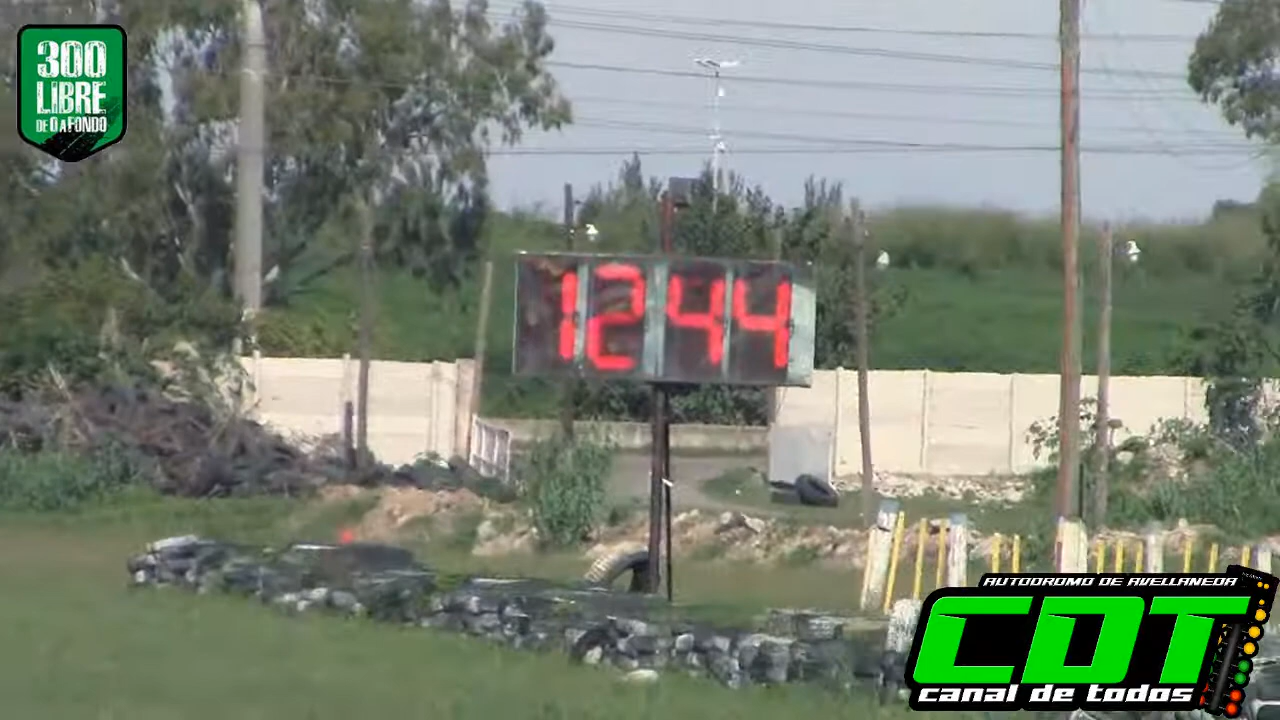 300
LIBRE
DE 0 A FONDO
1244
AUTODROMO DE AVELLANEDA
CDT
canal de todos